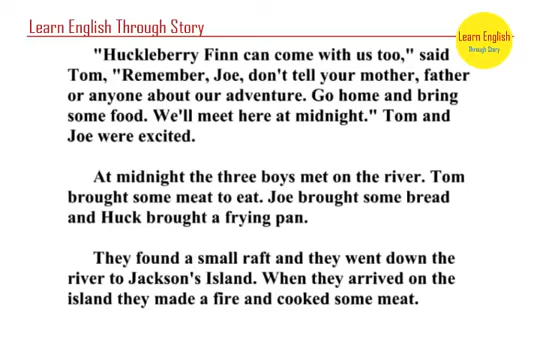 Learn English Through Story
Learn English
Through Story
"Huckleberry Finn can come with us too," said
Tom, "Remember, Joe, don't tell your mother, father
or anyone about our adventure. Go home and bring
some food. We'll meet here at midnight." Tom and
Joe were excited.
At midnight the three boys met on the river. Tom
brought some meat to eat. Joe brought some bread
and Huck brought a frying pan.
They found a small raft and they went down the
river to Jackson's Island. When they arrived on the
island they made a fire and cooked some meat.